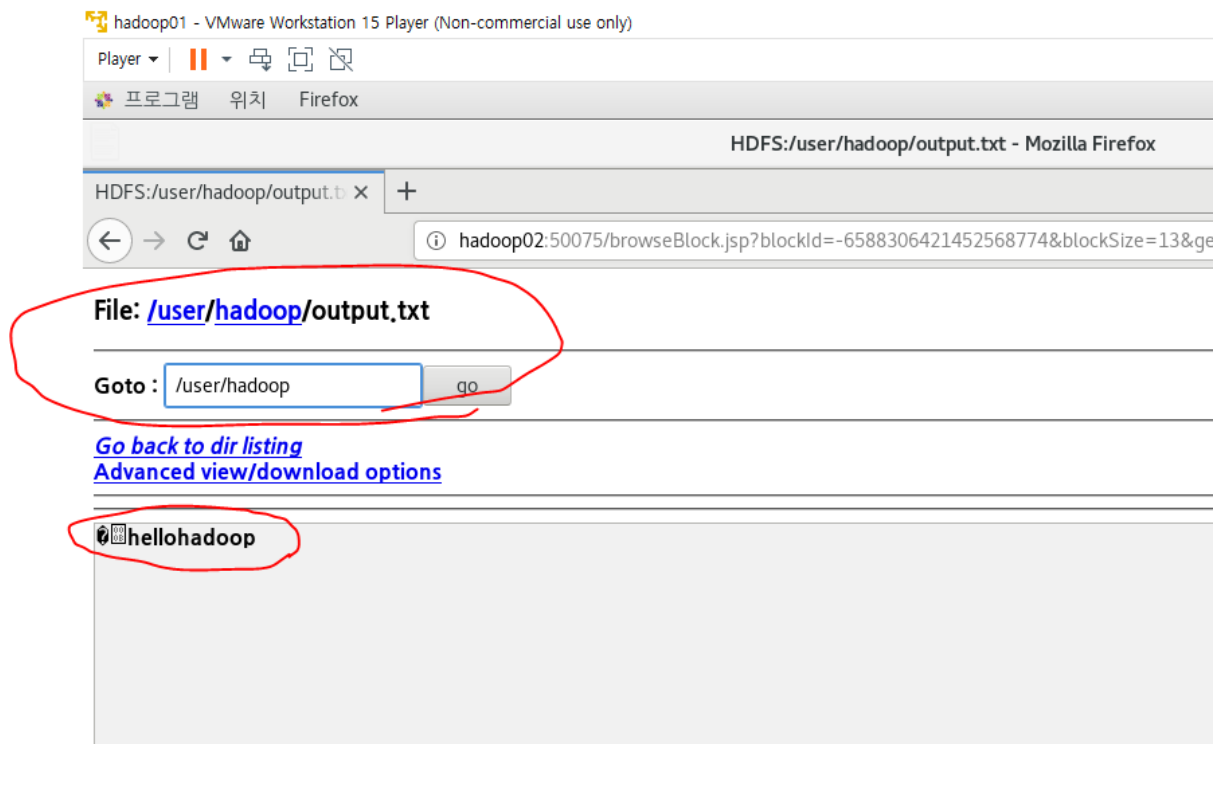 hadoop01 - VMware Workstation 15 Player (Non-commercial use only)
Player
프로그램 위치 Firefox
HDFS:/user/hadoop/output.txt - Mozilla Firefox
HDFS:/user/hadoop/output.t
hadoop02:50075/browseBlock.jsp?blockId=-6588306421452568774&blockSize=13&ge
File: /user/hadoop/output.txt
Goto : /user/hadoop go
Go back to dir listing
Advanced view/download options
hellohadoop